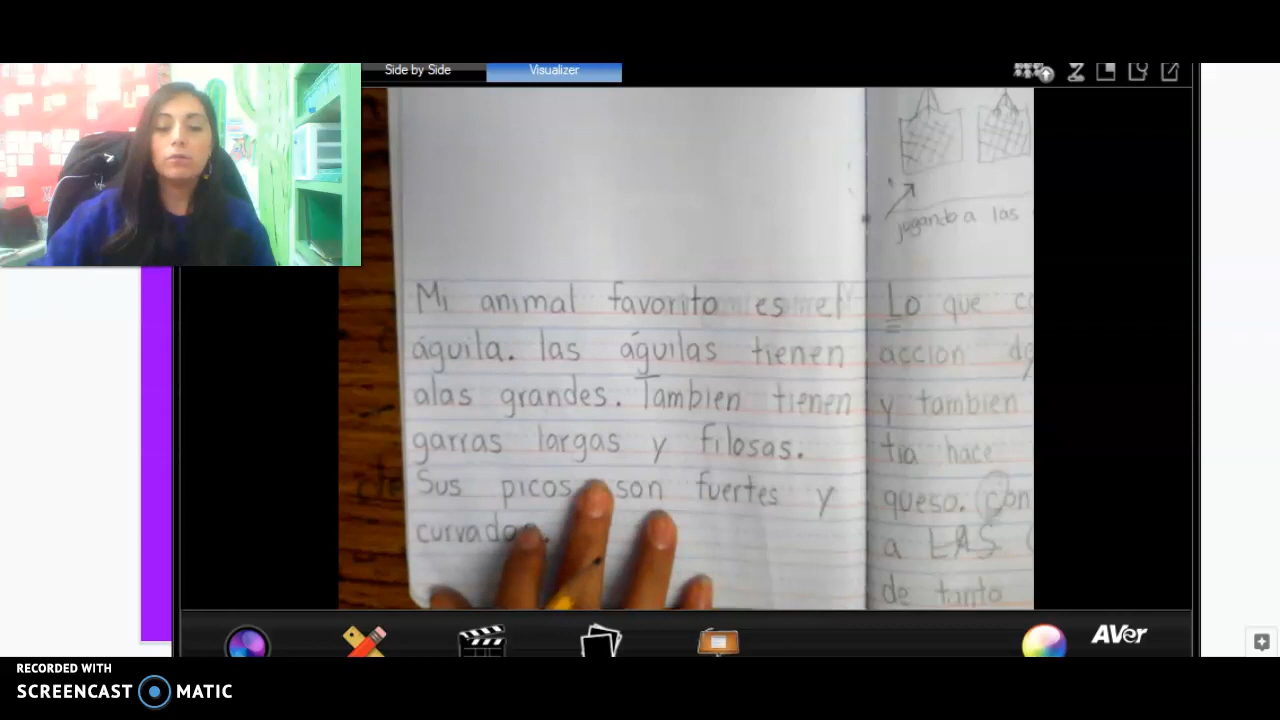 Side by Side
Visualizer
jugando a las
Mi animal favorito es el
águila. las águilas tienen
alas grandes. Tambien tienen
garras largas y filosas.
Sus picos son fuertes y
curvados.
Lo que
accion
y tambien
tia hace
queso. con
a LAS
de tanto
AVer
RECORDED WITH
SCREENCAST MATIC